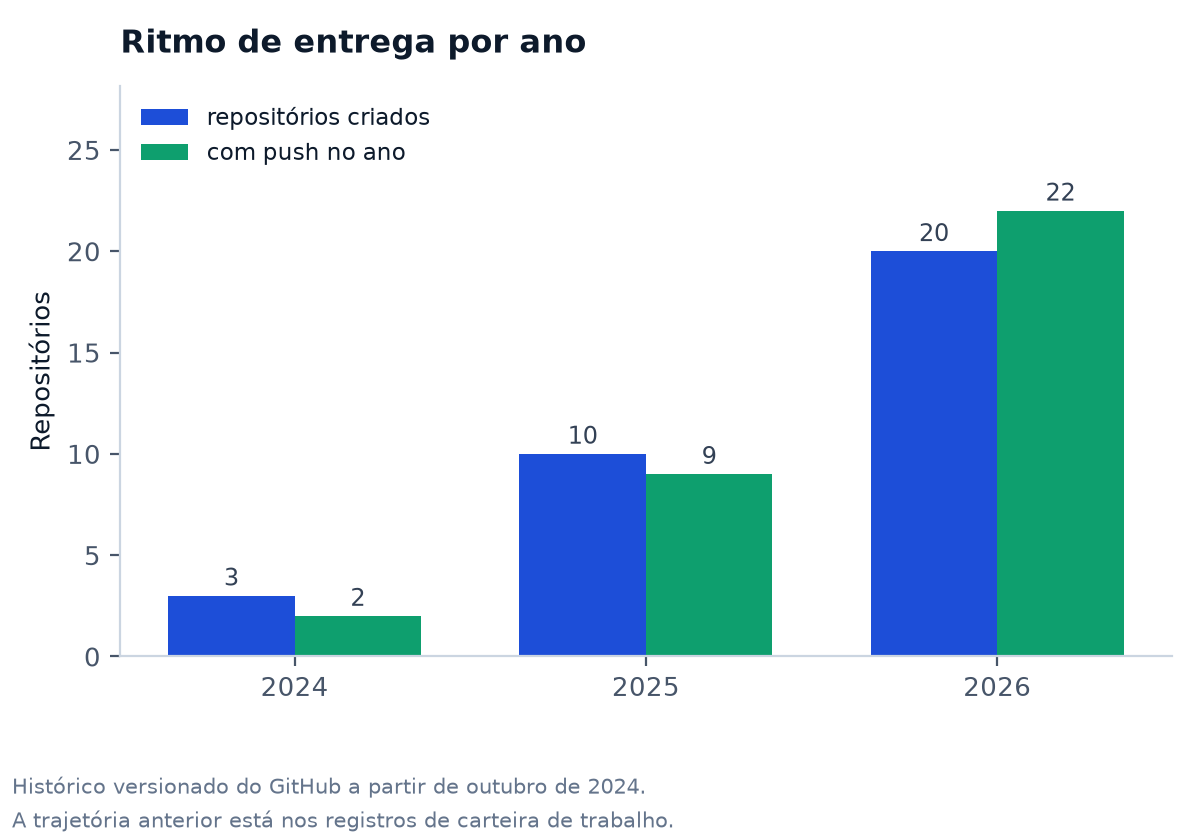 Ritmo de entrega por ano
repositórios criados
com push no ano
Repositórios
25
20
15
10
5
0
3
2
10
9
20
22
2024
2025
2026
Histórico versionado do GitHub a partir de outubro de 2024.
A trajetória anterior está nos registros de carteira de trabalho.